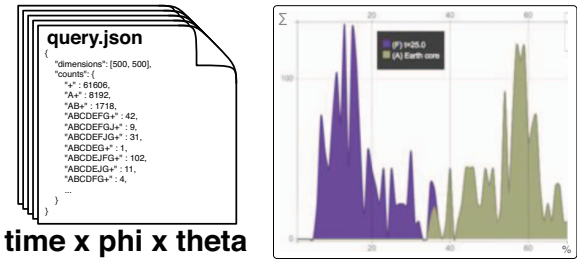 query.json
{
"dimensions": [500, 500],
"counts": {
"+" : 61606,
"A+" : 8192,
"AB+" : 1718,
"ABCDEFG+" : 42,
"ABCDEFGJ+" : 9,
"ABCDEFJG+" : 31,
"ABCDEG+" : 1,
"ABCDEJFG+" : 102,
"ABCDEJG+" : 11,
"ABCDFG+" : 4,
...
}
}
time x phi x theta
Σ
20 40 60
(F) t=25.0
(A) Earth core
100
0
20 40 60
%